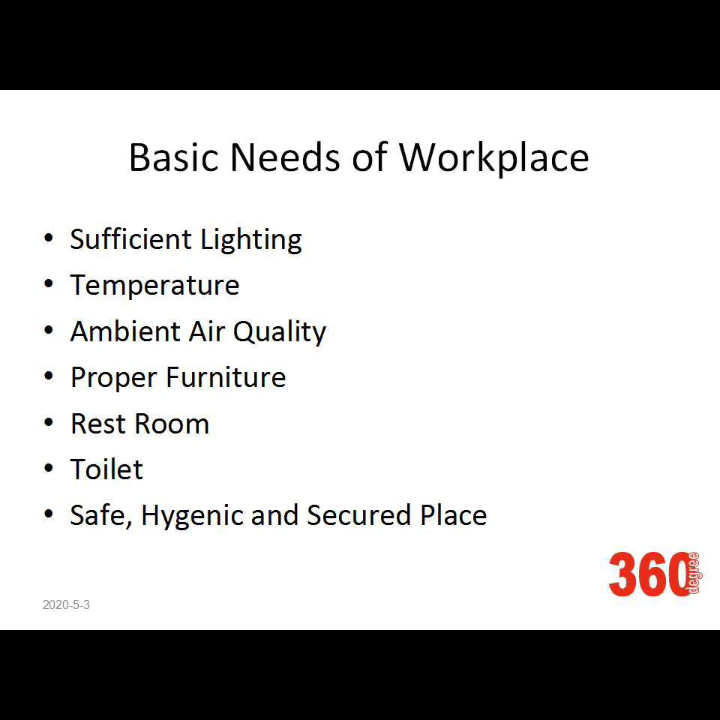 Basic Needs of Workplace
• Sufficient Lighting
• Temperature
• Ambient Air Quality
• Proper Furniture
• Rest Room
• Toilet
• Safe, Hygenic and Secured Place
360 degree
2020-5-3